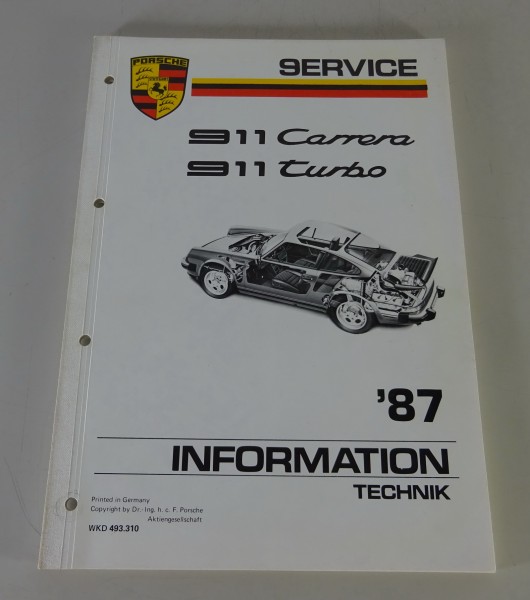 PORSCHE
SERVICE
911 Carrera
911 turbo
'87
INFORMATION
TECHNIK
Printed in Germany
Copyright by Dr.-Ing. h. c. F. Porsche
Aktiengesellschaft
WKD 493.310